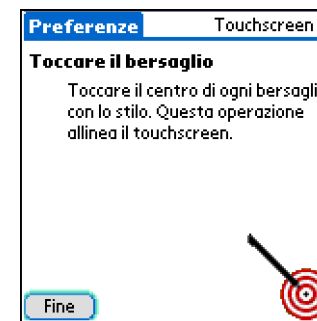 Preferenze Touchscreen
Toccare il bersaglio
Toccare il centro di ogni bersagli
con lo stilo. Questa operazione
allinea il touchscreen.
Fine